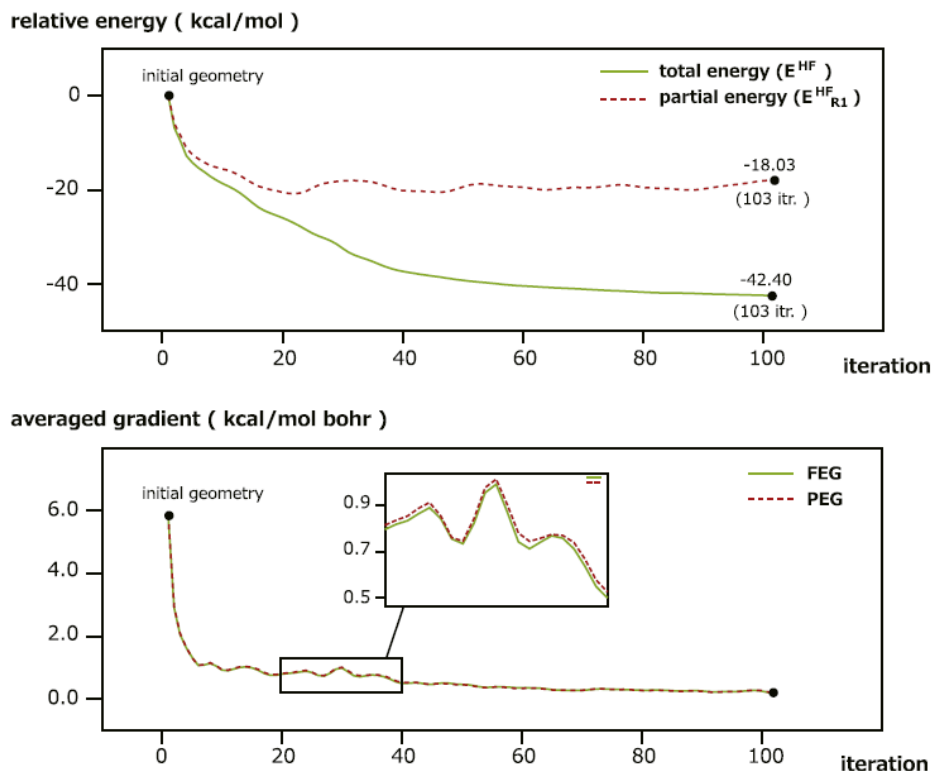 relative energy ( kcal/mol )
initial geometry
total energy (E^HF )
partial energy (E^HF_R1 )
0
-20
-40
-18.03
(103 itr. )
-42.40
(103 itr. )
0 20 40 60 80 100
iteration
averaged gradient ( kcal/mol bohr )
initial geometry
FEG
PEG
6.0
4.0
2.0
0.0
0.9
0.7
0.5
0 20 40 60 80 100
iteration